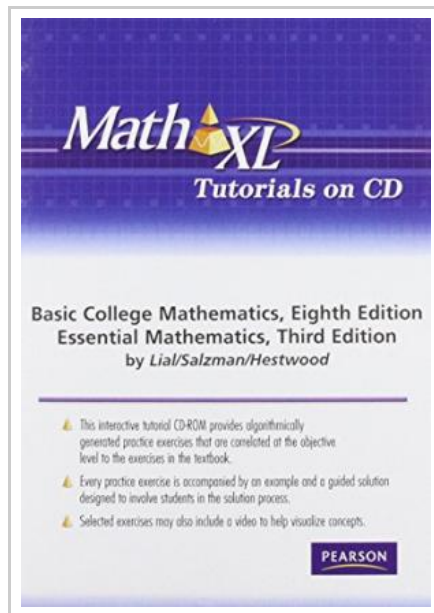 Math XL
Tutorials on CD
Basic College Mathematics, Eighth Edition
Essential Mathematics, Third Edition
by Lial/Salzman/Hestwood
This interactive tutorial CD-ROM provides algorithmically
generated practice exercises that are correlated at the objective
level to the exercises in the textbook.
Every practice exercise is accompanied by an example and a guided solution
designed to involve students in the solution process.
Selected exercises may also include a video to help visualize concepts.
PEARSON